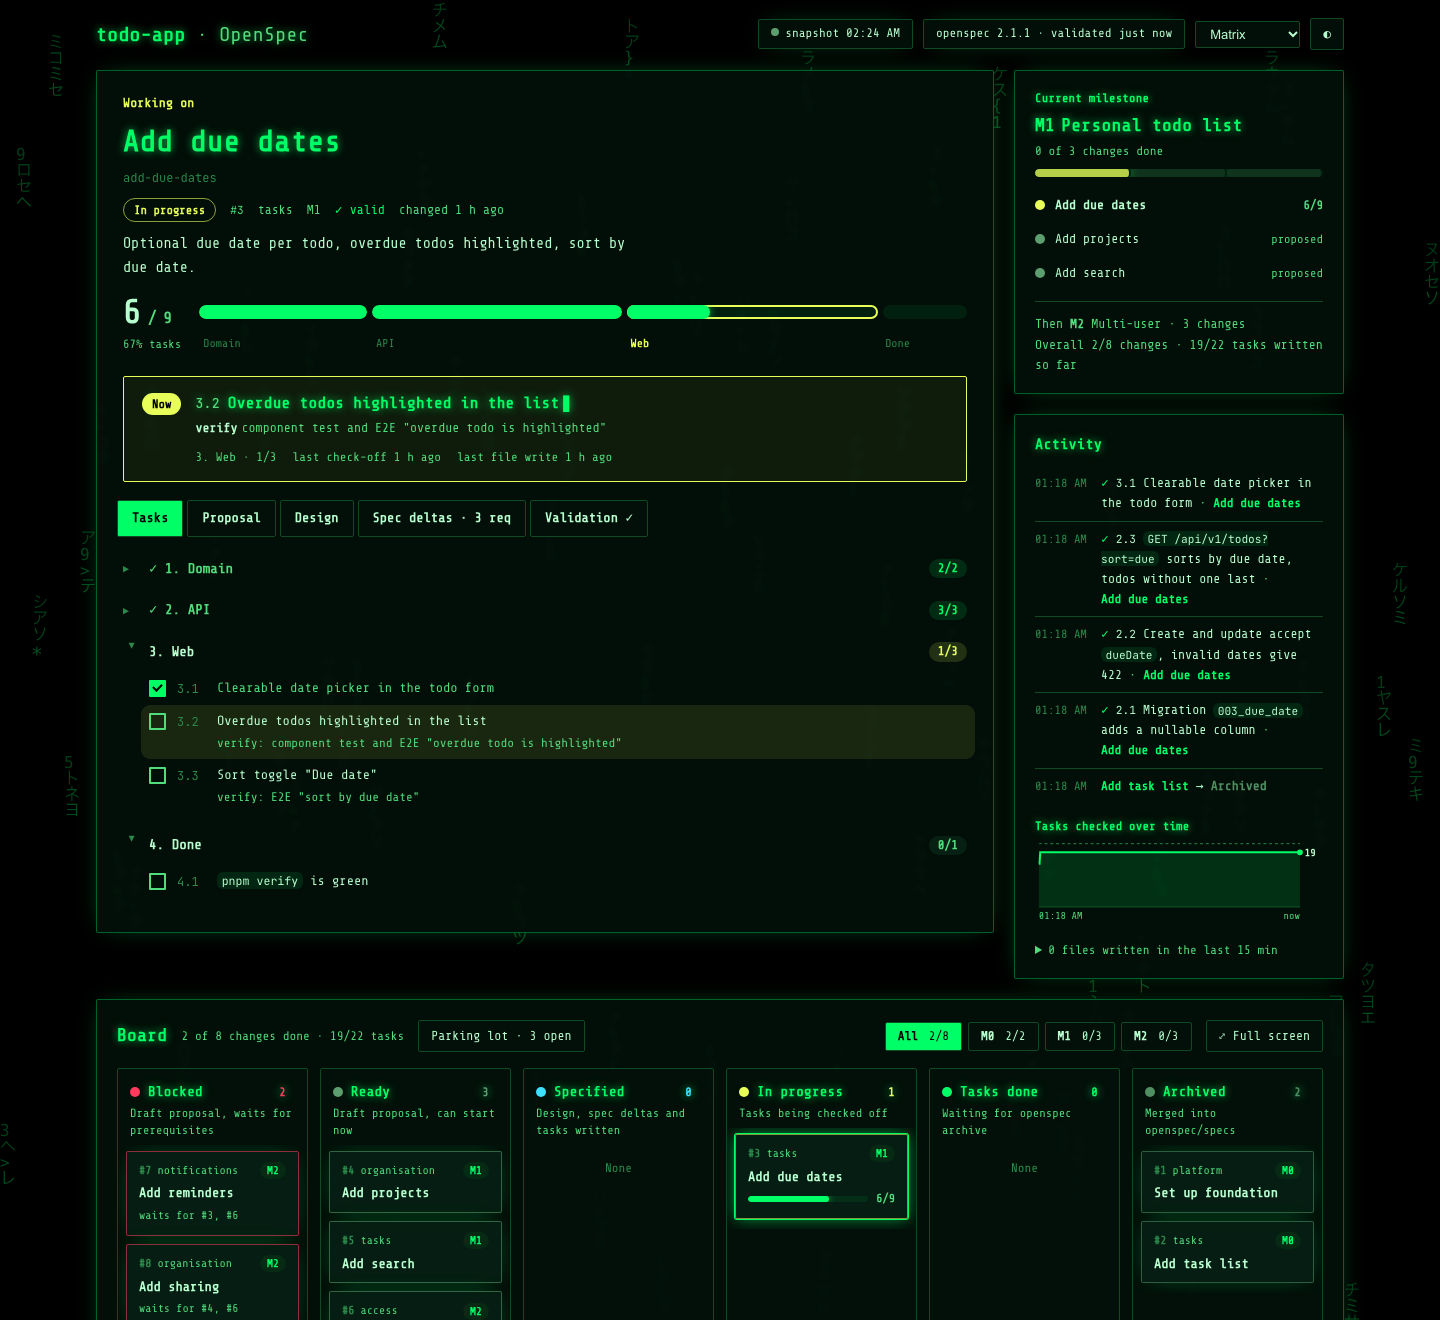 todo-app · OpenSpec
snapshot 02:24 AM
openspec 2.1.1 · validated just now
Matrix
Working on
Add due dates
add-due-dates
In progress #3 tasks M1 ✓ valid changed 1 h ago
Optional due date per todo, overdue todos highlighted, sort by
due date.
6 / 9
67% tasks
Domain
API
Web
Done
Now
3.2 Overdue todos highlighted in the list
verify component test and E2E "overdue todo is highlighted"
3. Web · 1/3 last check-off 1 h ago last file write 1 h ago
Tasks
Proposal
Design
Spec deltas · 3 req
Validation ✓
✓ 1. Domain 2/2
✓ 2. API 3/3
3. Web 1/3
3.1 Clearable date picker in the todo form
3.2 Overdue todos highlighted in the list
verify: component test and E2E "overdue todo is highlighted"
3.3 Sort toggle "Due date"
verify: E2E "sort by due date"
4. Done 0/1
4.1 pnpm verify is green
Current milestone
M1 Personal todo list
0 of 3 changes done
Add due dates 6/9
Add projects proposed
Add search proposed
Then M2 Multi-user · 3 changes
Overall 2/8 changes · 19/22 tasks written
so far
Activity
01:18 AM ✓ 3.1 Clearable date picker in
the todo form · Add due dates
01:18 AM ✓ 2.3 GET /api/v1/todos?
sort=due sorts by due date,
todos without one last ·
Add due dates
01:18 AM ✓ 2.2 Create and update accept
dueDate, invalid dates give
422 · Add due dates
01:18 AM ✓ 2.1 Migration 003_due_date
adds a nullable column ·
Add due dates
01:18 AM Add task list → Archived
Tasks checked over time
19
01:18 AM now
0 files written in the last 15 min
Board 2 of 8 changes done · 19/22 tasks
Parking lot · 3 open
All 2/8
M0 2/2
M1 0/3
M2 0/3
⤢ Full screen
Blocked 2
Draft proposal, waits for
prerequisites
#7 notifications M2
Add reminders
waits for #3, #6
#8 organisation M2
Add sharing
waits for #4, #6
Ready 3
Draft proposal, can start
now
#4 organisation M1
Add projects
#5 tasks M1
Add search
#6 access M2
Specified 0
Design, spec deltas and
tasks written
None
In progress 1
Tasks being checked off
#3 tasks M1
Add due dates
6/9
Tasks done 0
Waiting for openspec
archive
None
Archived 2
Merged into
openspec/specs
#1 platform M0
Set up foundation
#2 tasks M0
Add task list